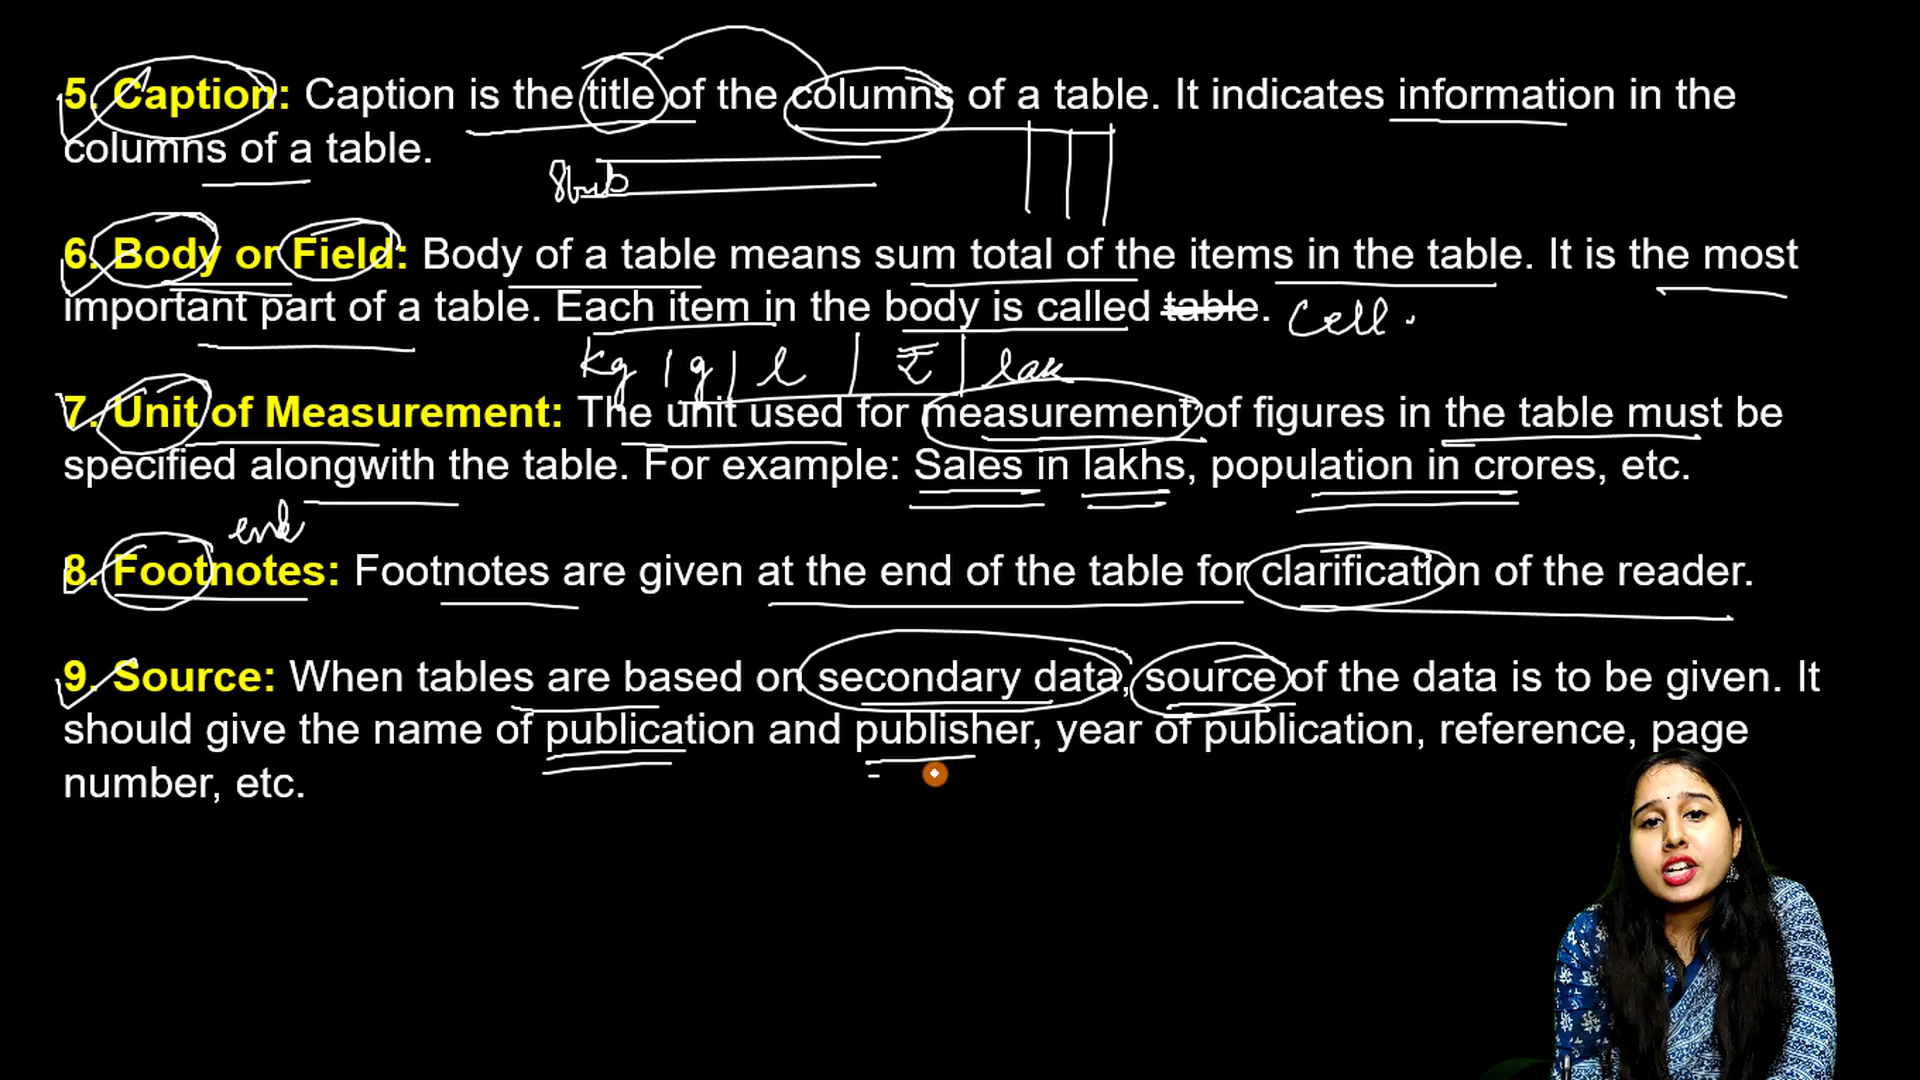 5. Caption: Caption is the title of the columns of a table. It indicates information in the
columns of a table.
Stub
6. Body or Field: Body of a table means sum total of the items in the table. It is the most
important part of a table. Each item in the body is called table. Cell.
kg | g | l | ₹ | lak
7. Unit of Measurement: The unit used for measurement of figures in the table must be
specified alongwith the table. For example: Sales in lakhs, population in crores, etc.
end
8. Footnotes: Footnotes are given at the end of the table for clarification of the reader.
9. Source: When tables are based on secondary data, source of the data is to be given. It
should give the name of publication and publisher, year of publication, reference, page
number, etc.